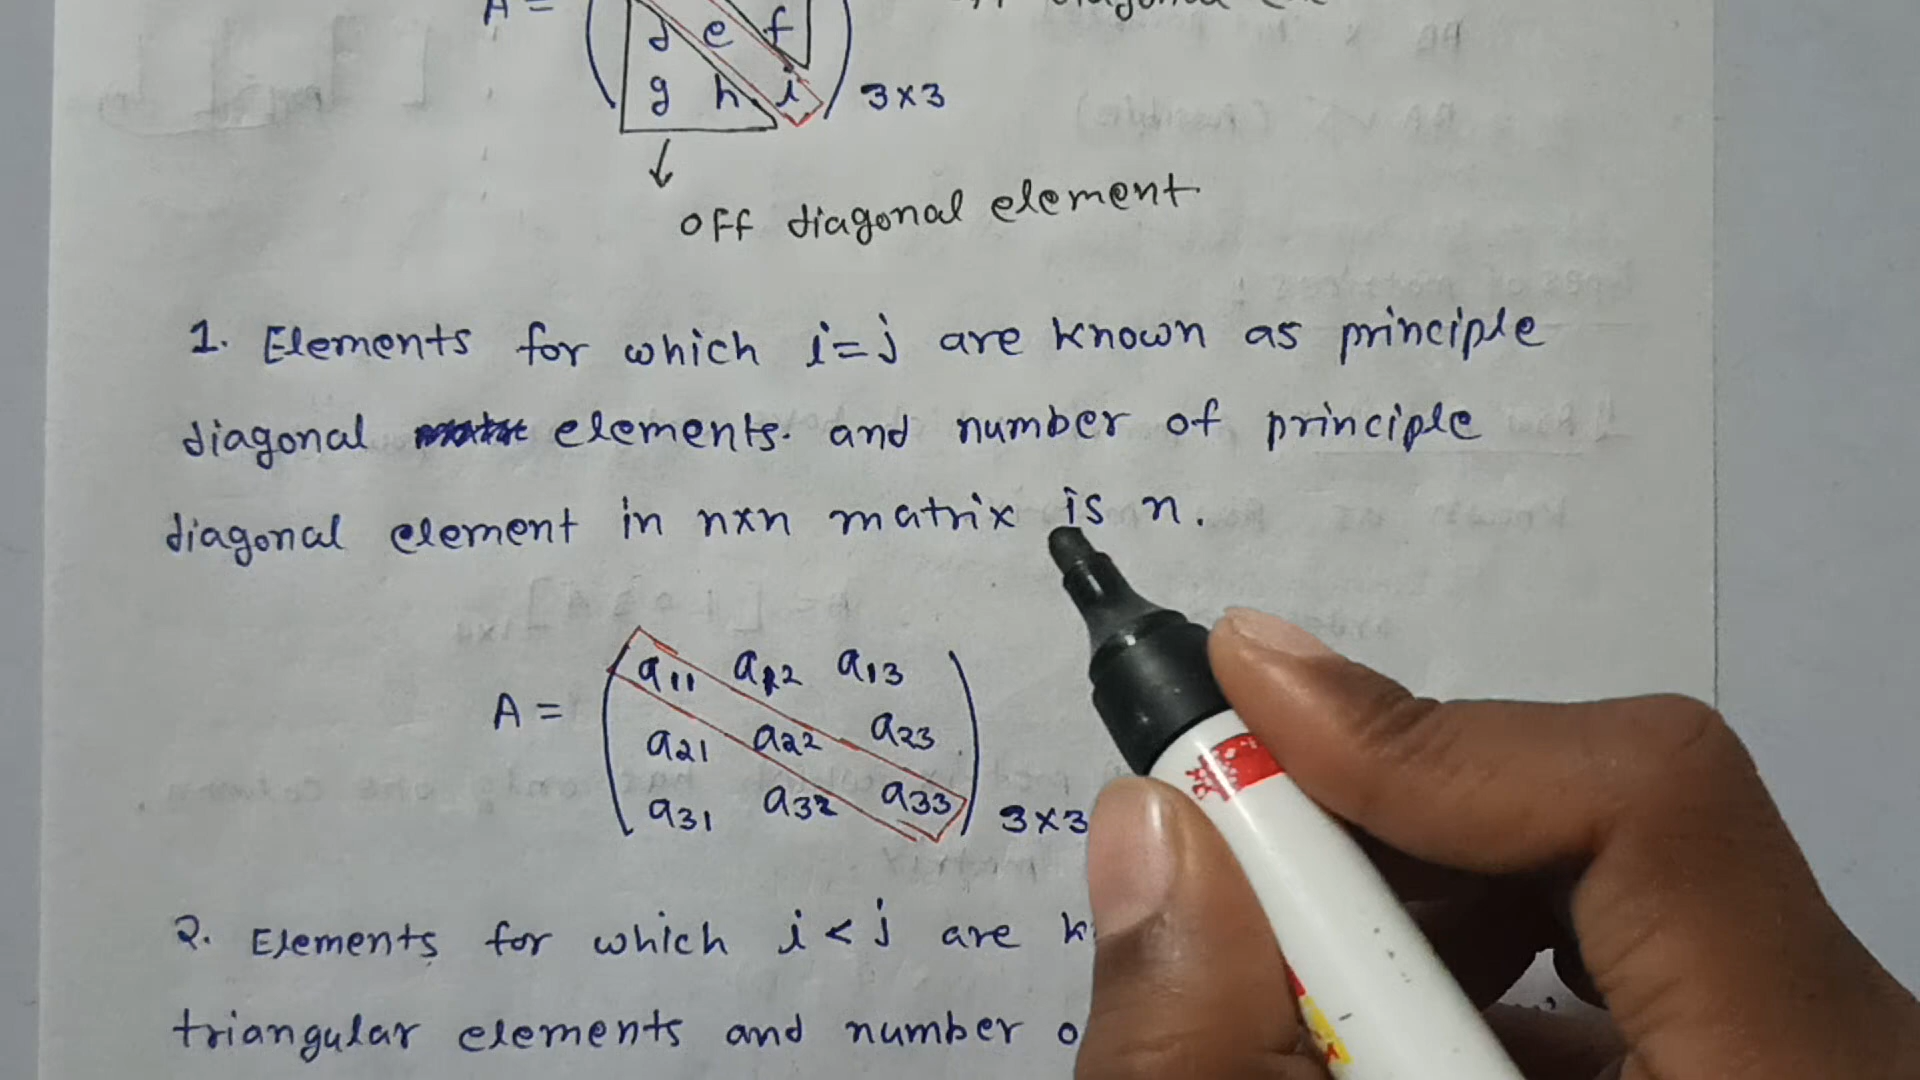 A =
d e f
g h i 3×3
↓
off diagonal element
1. Elements for which i=j are known as principle
diagonal elements. and number of principle
diagonal element in n×n matrix is n.
a11 a12 a13
A =
a21 a22 a23
a31 a32 a33 3×3
2. Elements for which i < j are
triangular elements and number